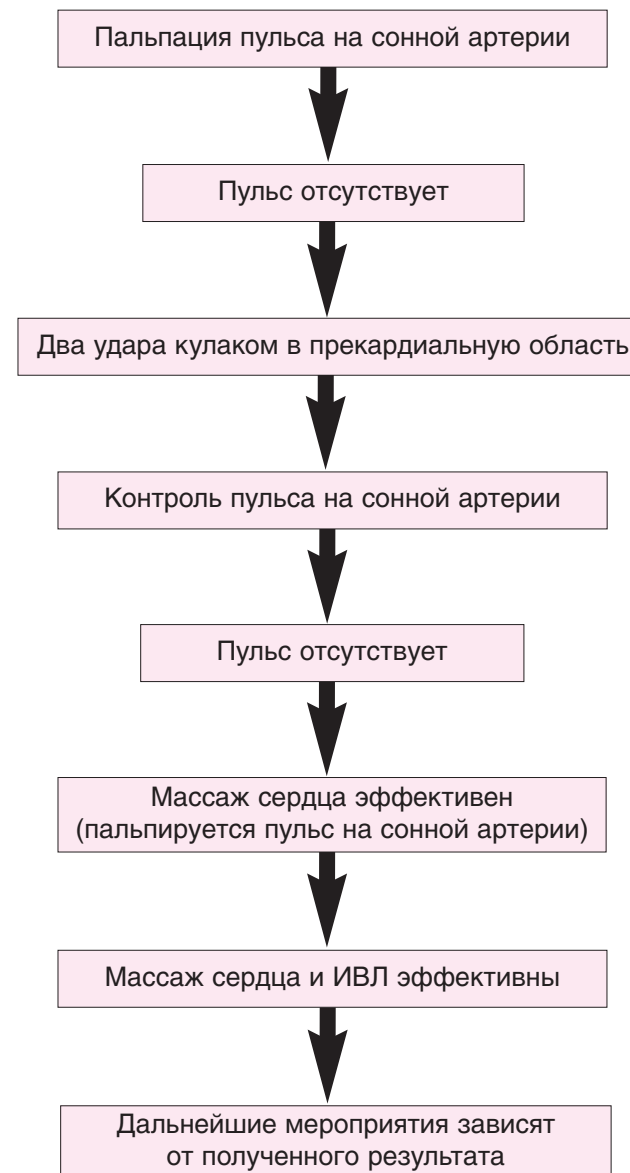 Пальпация пульса на сонной артерии
Пульс отсутствует
Два удара кулаком в прекардиальную область
Контроль пульса на сонной артерии
Пульс отсутствует
Массаж сердца эффективен
(пальпируется пульс на сонной артерии)
Массаж сердца и ИВЛ эффективны
Дальнейшие мероприятия зависят
от полученного результата